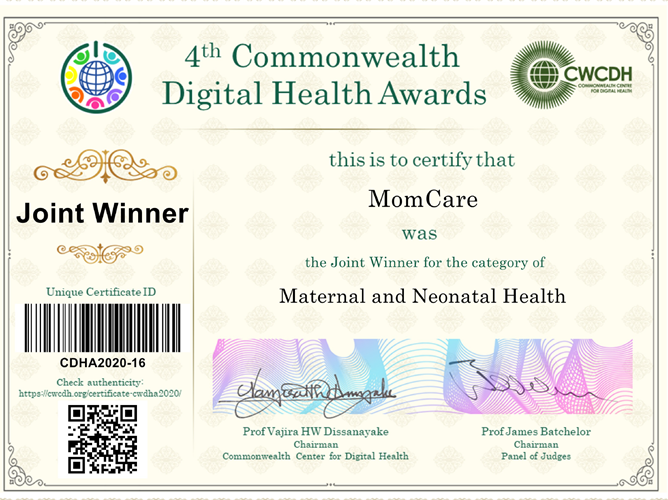 4th Commonwealth
Digital Health Awards
CWCDH
COMMONWEALTH CENTRE
FOR DIGITAL HEALTH
Joint Winner
Unique Certificate ID
CDHA2020-16
Check authenticity:
https://cwcdh.org/certificate-cwdha2020/
this is to certify that
MomCare
was
the Joint Winner for the category of
Maternal and Neonatal Health
Prof Vajira HW Dissanayake
Chairman
Commonwealth Center for Digital Health
Prof James Batchelor
Chairman
Panel of Judges